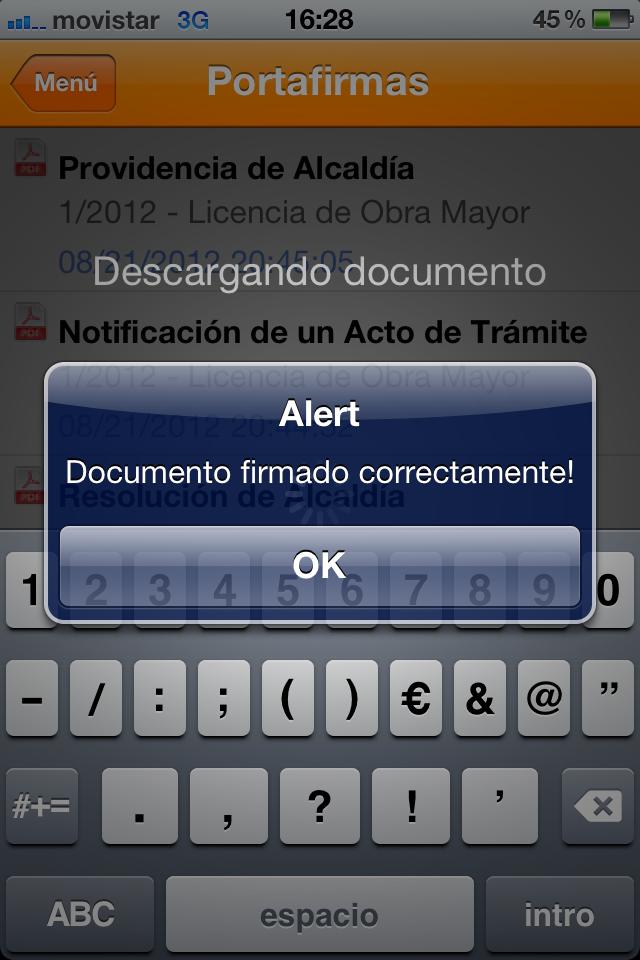 movistar 3G 16:28 45 %
Menú Portafirmas
PDF Providencia de Alcaldía
1/2012 - Licencia de Obra Mayor
08/21/2012 20:45:05
Descargando documento
PDF Notificación de un Acto de Trámite
1/2012 - Licencia de Obra Mayor
08/21/2012 20:44:32
Alert
Documento firmado correctamente!
PDF Resolución de Alcaldía
OK
1 2 3 4 5 6 7 8 9 0
- / : ; ( ) € & @ ”
#+= . , ? ! ’
ABC espacio intro